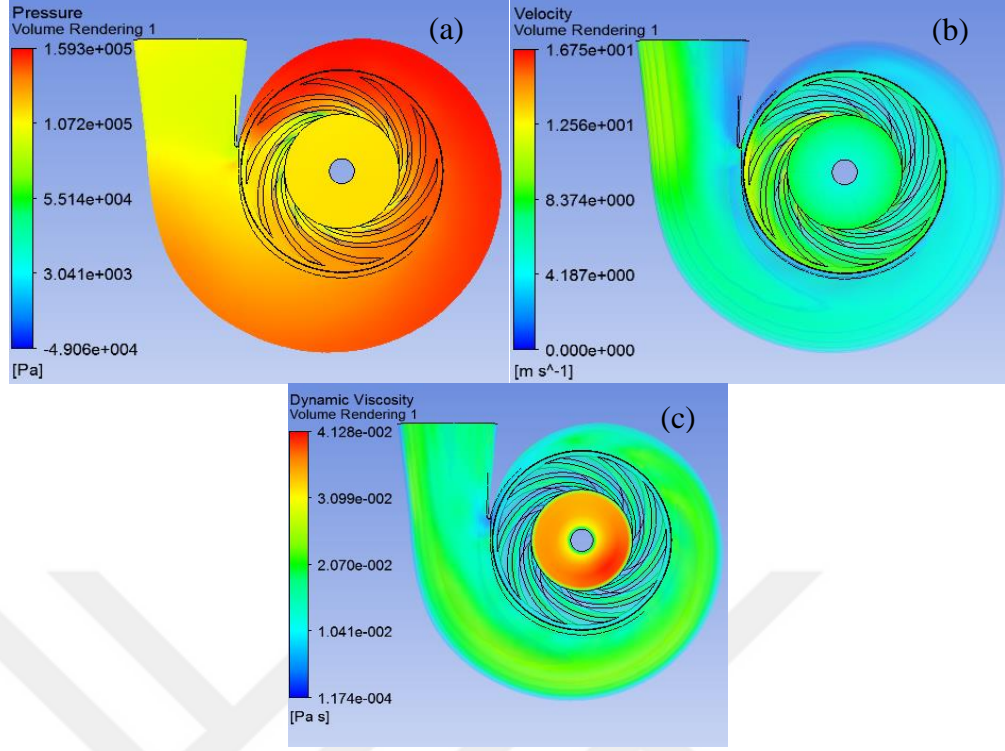 Pressure
Volume Rendering 1
1.593e+005
1.072e+005
5.514e+004
3.041e+003
-4.906e+004
[Pa]
(a)
Velocity
Volume Rendering 1
1.675e+001
1.256e+001
8.374e+000
4.187e+000
0.000e+000
[m s^-1]
(b)
Dynamic Viscosity
Volume Rendering 1
4.128e-002
3.099e-002
2.070e-002
1.041e-002
1.174e-004
[Pa s]
(c)